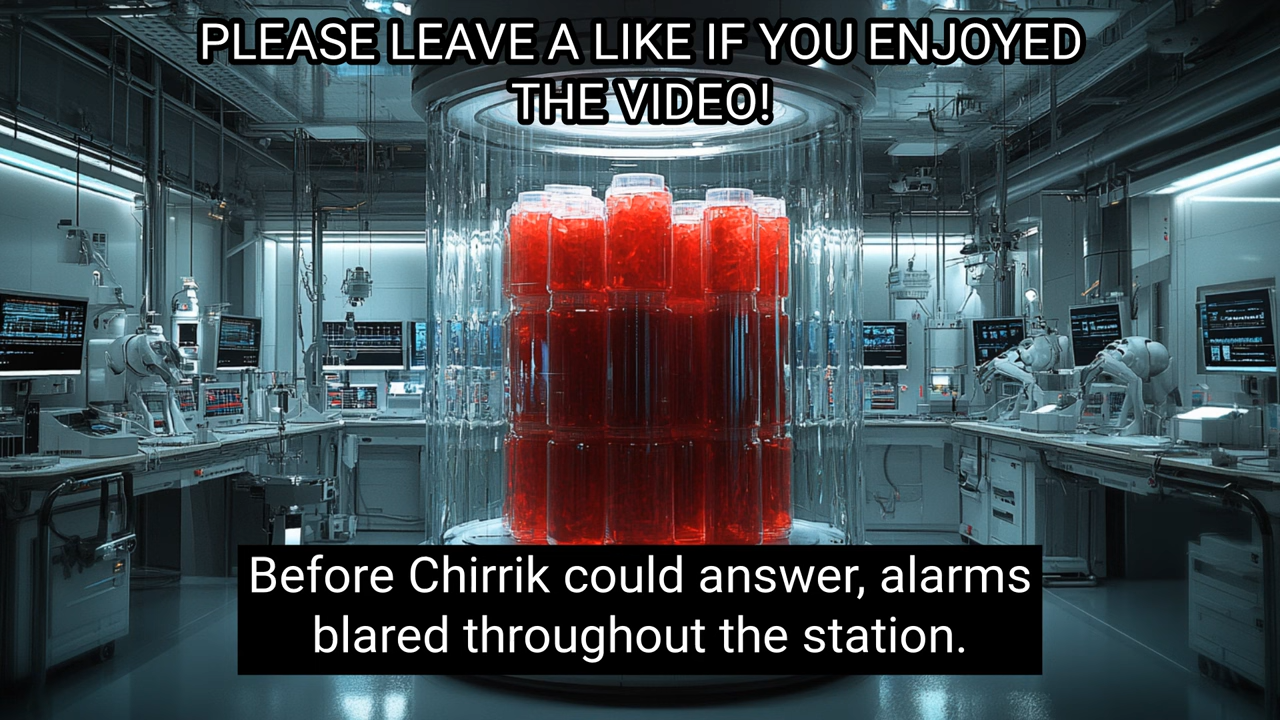 PLEASE LEAVE A LIKE IF YOU ENJOYED
THE VIDEO!
Before Chirrik could answer, alarms
blared throughout the station.